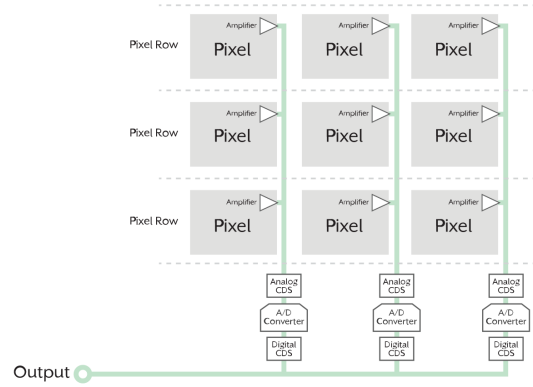 Amplifier Amplifier Amplifier
Pixel Row Pixel Pixel Pixel
Amplifier Amplifier Amplifier
Pixel Row Pixel Pixel Pixel
Amplifier Amplifier Amplifier
Pixel Row Pixel Pixel Pixel
Analog Analog Analog
CDS CDS CDS
A/D A/D A/D
Converter Converter Converter
Digital Digital Digital
CDS CDS CDS
Output